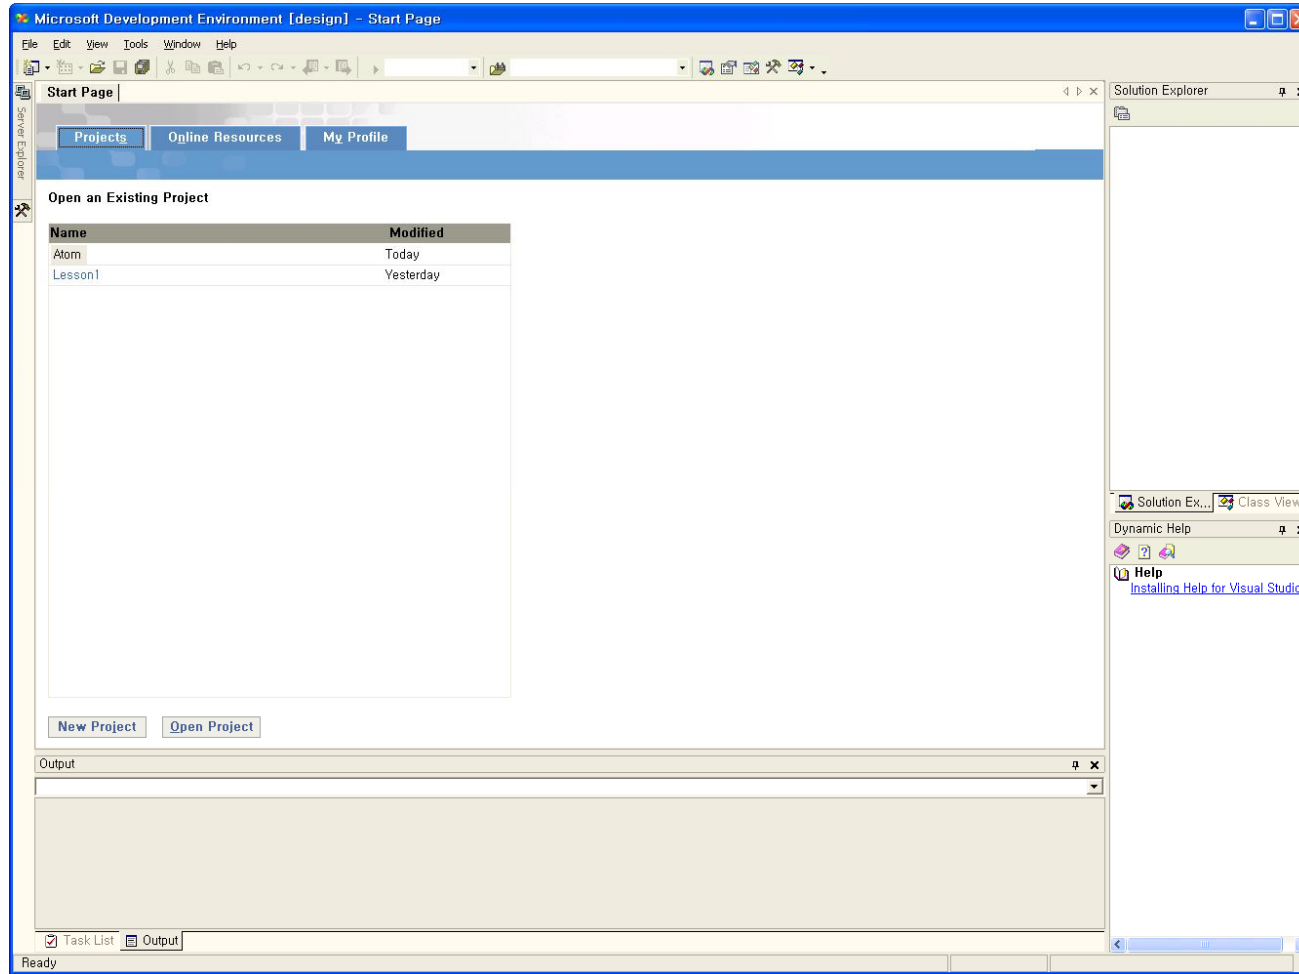 Microsoft Development Environment [design] - Start Page
File Edit View Tools Window Help
Start Page
Solution Explorer
Server Explorer
Projects Online Resources My Profile
Open an Existing Project
Name Modified
Atom Today
Lesson1 Yesterday
Solution Ex... Class View
Dynamic Help
Help
Installing Help for Visual Studio
New Project Open Project
Output
Task List Output
Ready